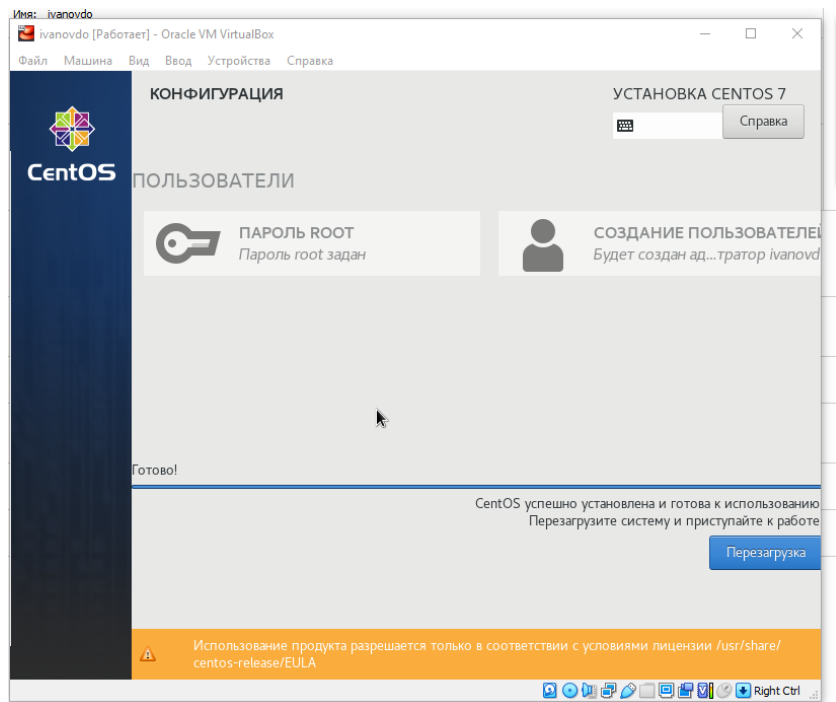 Имя: ivanovdo
ivanovdo [Работает] - Oracle VM VirtualBox
Файл Машина Вид Ввод Устройства Справка
КОНФИГУРАЦИЯ
УСТАНОВКА CENTOS 7
Справка
CentOS
ПОЛЬЗОВАТЕЛИ
ПАРОЛЬ ROOT
Пароль root задан
СОЗДАНИЕ ПОЛЬЗОВАТЕЛЕЙ
Будет создан ад...тратор ivanovd
Готово!
CentOS успешно установлена и готова к использованию
Перезагрузите систему и приступайте к работе
Перезагрузка
Использование продукта разрешается только в соответствии с условиями лицензии /usr/share/
centos-release/EULA
Right Ctrl